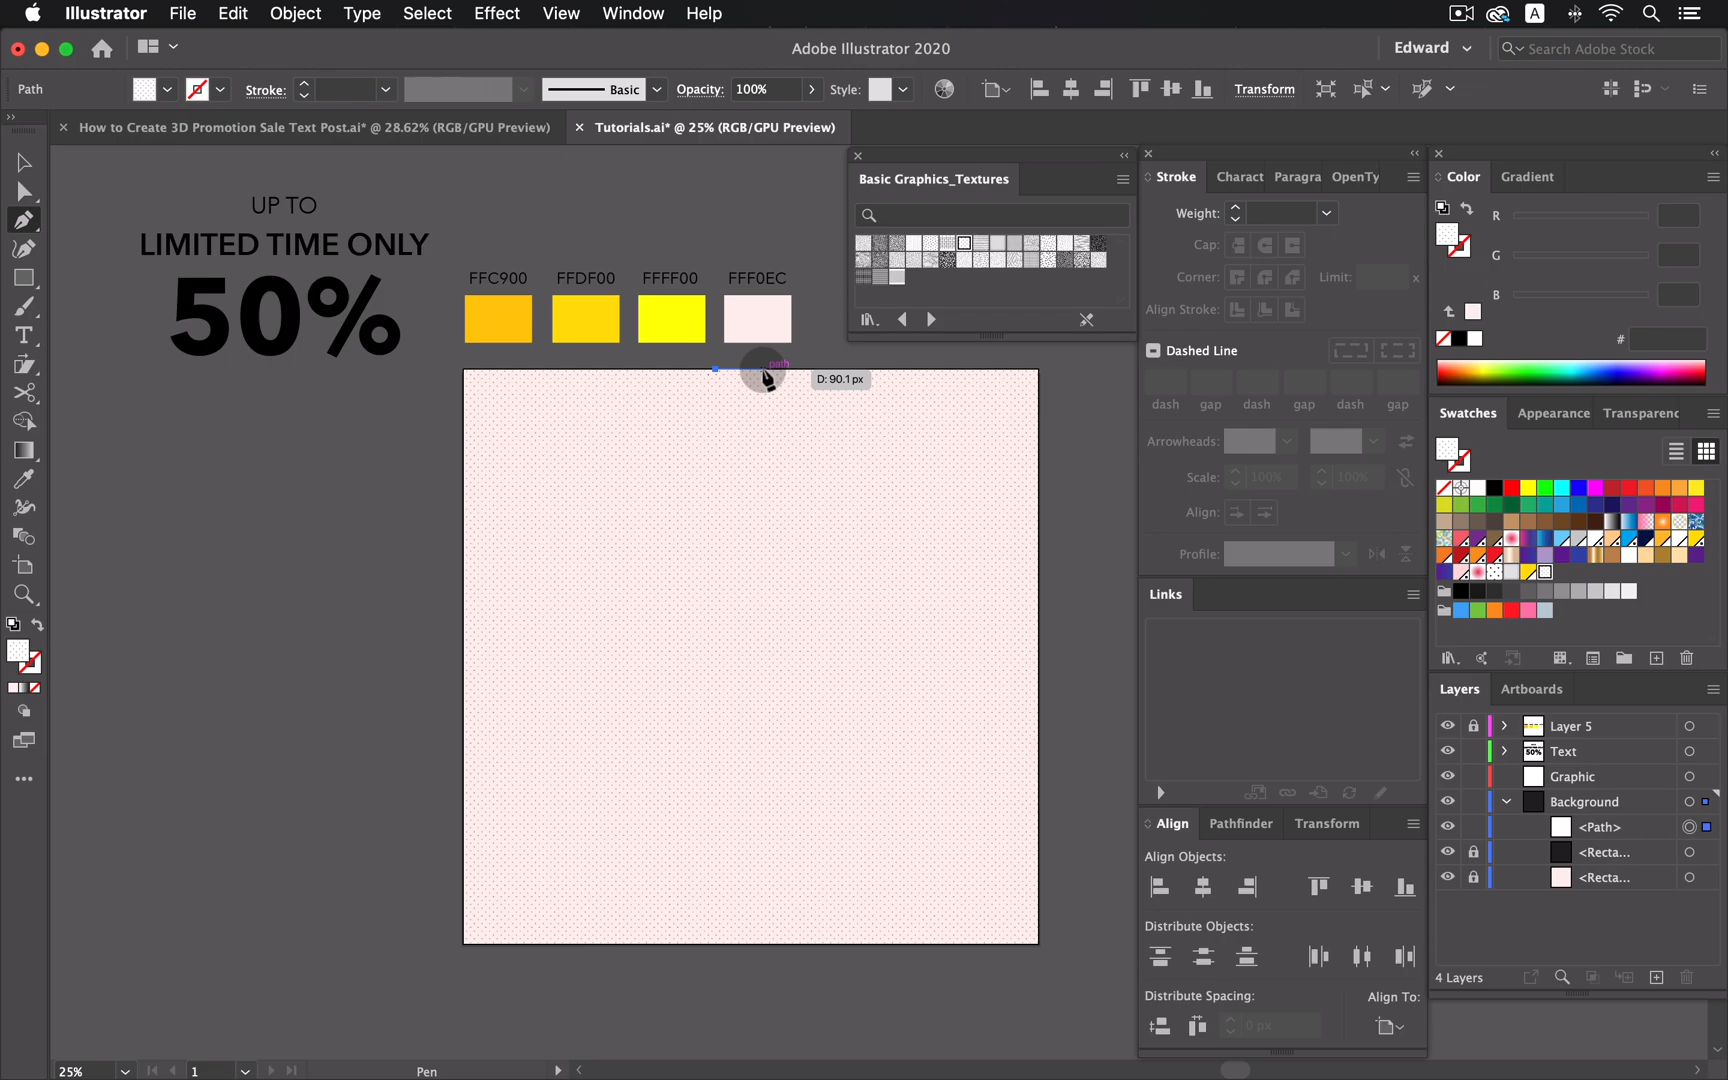 Illustrator File Edit Object Type Select Effect View Window Help
A
Adobe Illustrator 2020
Edward
Search Adobe Stock
Path
Stroke:
Basic
Opacity:
100%
Style:
Transform
How to Create 3D Promotion Sale Text Post.ai* @ 28.62% (RGB/GPU Preview)
Tutorials.ai* @ 25% (RGB/GPU Preview)
UP TO
LIMITED TIME ONLY
50%
FFC900
FFDF00
FFFF00
FFF0EC
path
D: 90.1 px
Basic Graphics_Textures
Stroke
Charact
Paragra
OpenTy
Weight:
Cap:
Corner:
Limit:
x
Align Stroke:
Dashed Line
dash gap dash gap dash gap
Arrowheads:
Scale:
100%
100%
Align:
Profile:
Links
Align
Pathfinder
Transform
Align Objects:
Distribute Objects:
Distribute Spacing:
Align To:
0 px
Color
Gradient
R
G
B
#
Swatches
Appearance
Transparenc
Layers
Artboards
Layer 5
Text
Graphic
Background
<Path>
<Recta...
<Recta...
4 Layers
25%
1
Pen